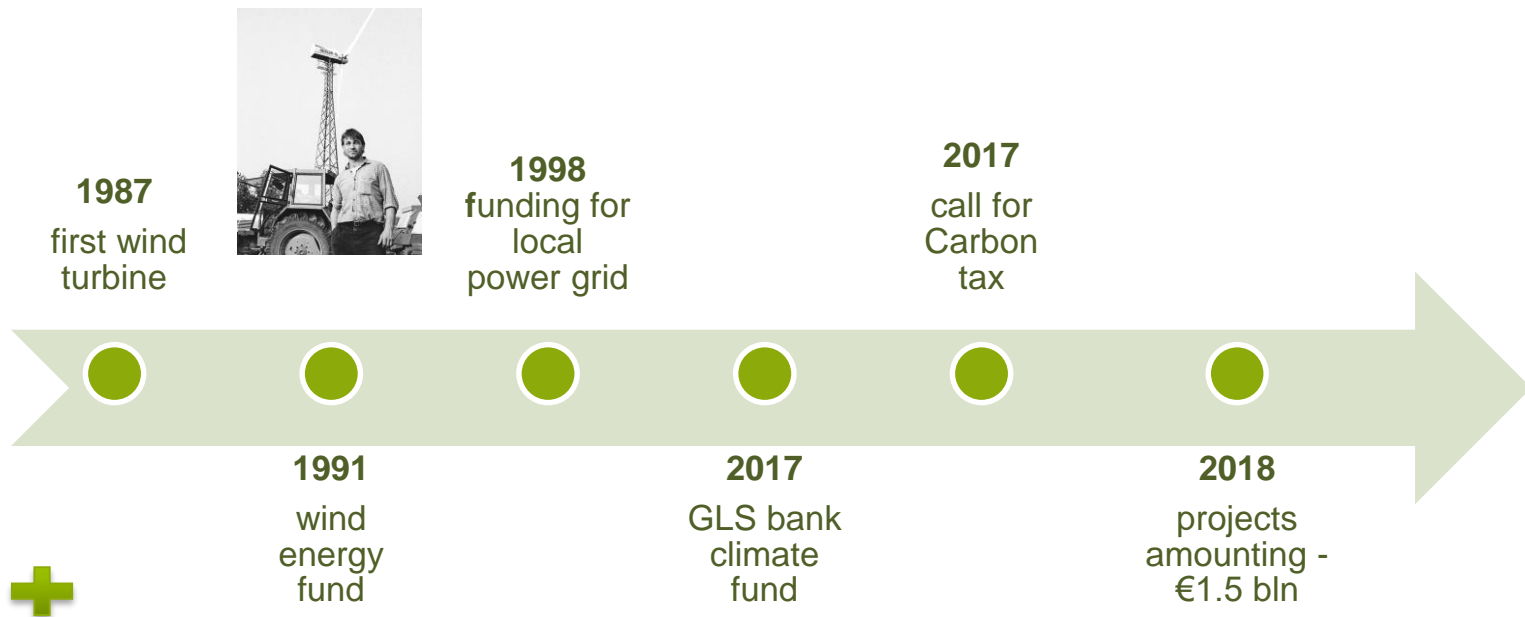 1987
first wind
turbine
1991
wind
energy
fund
1998
funding for
local
power grid
2017
GLS bank
climate
fund
2017
call for
Carbon
tax
2018
projects
amounting -
€1.5 bln